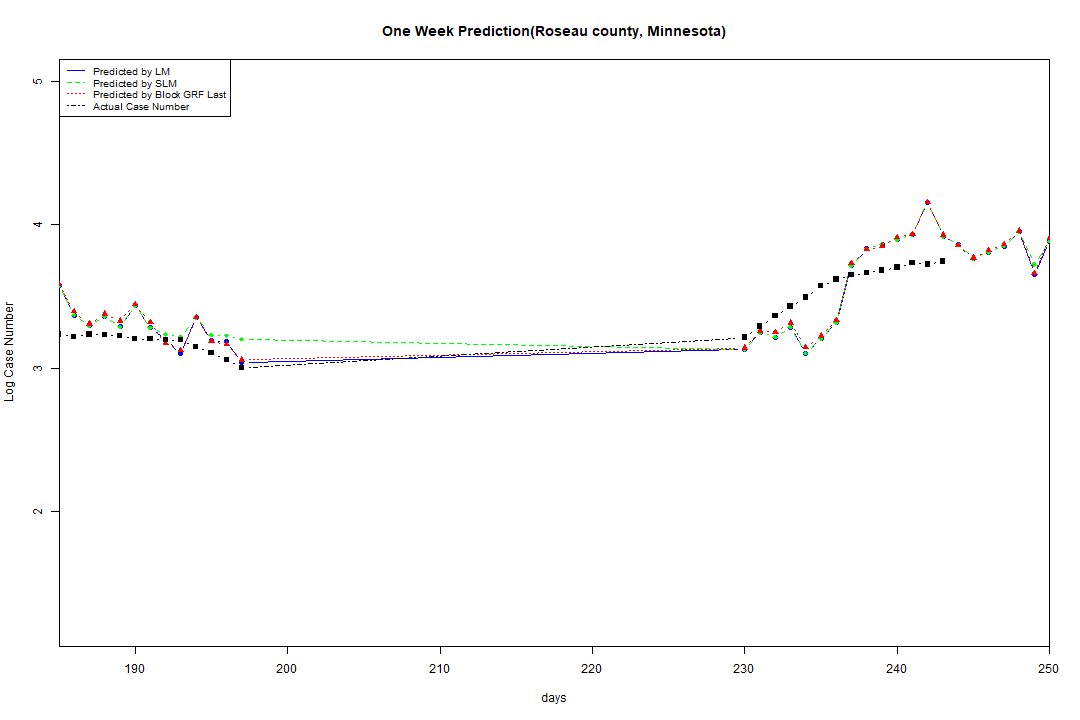 One Week Prediction(Roseau county, Minnesota)
Predicted by LM
Predicted by SLM
Predicted by Block GRF Last
Actual Case Number
5
4
3
2
Log Case Number
190 200 210 220 230 240 250
days